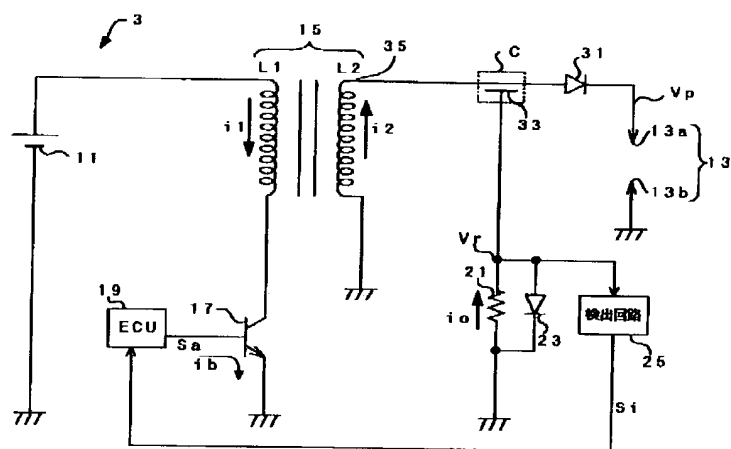 3
15
L1
L2
35
C
31
Vp
i1
i2
33
13a
13
13b
11
Vr
21
io
23
検出回路
25
19
ECU
17
Sa
ib
Si